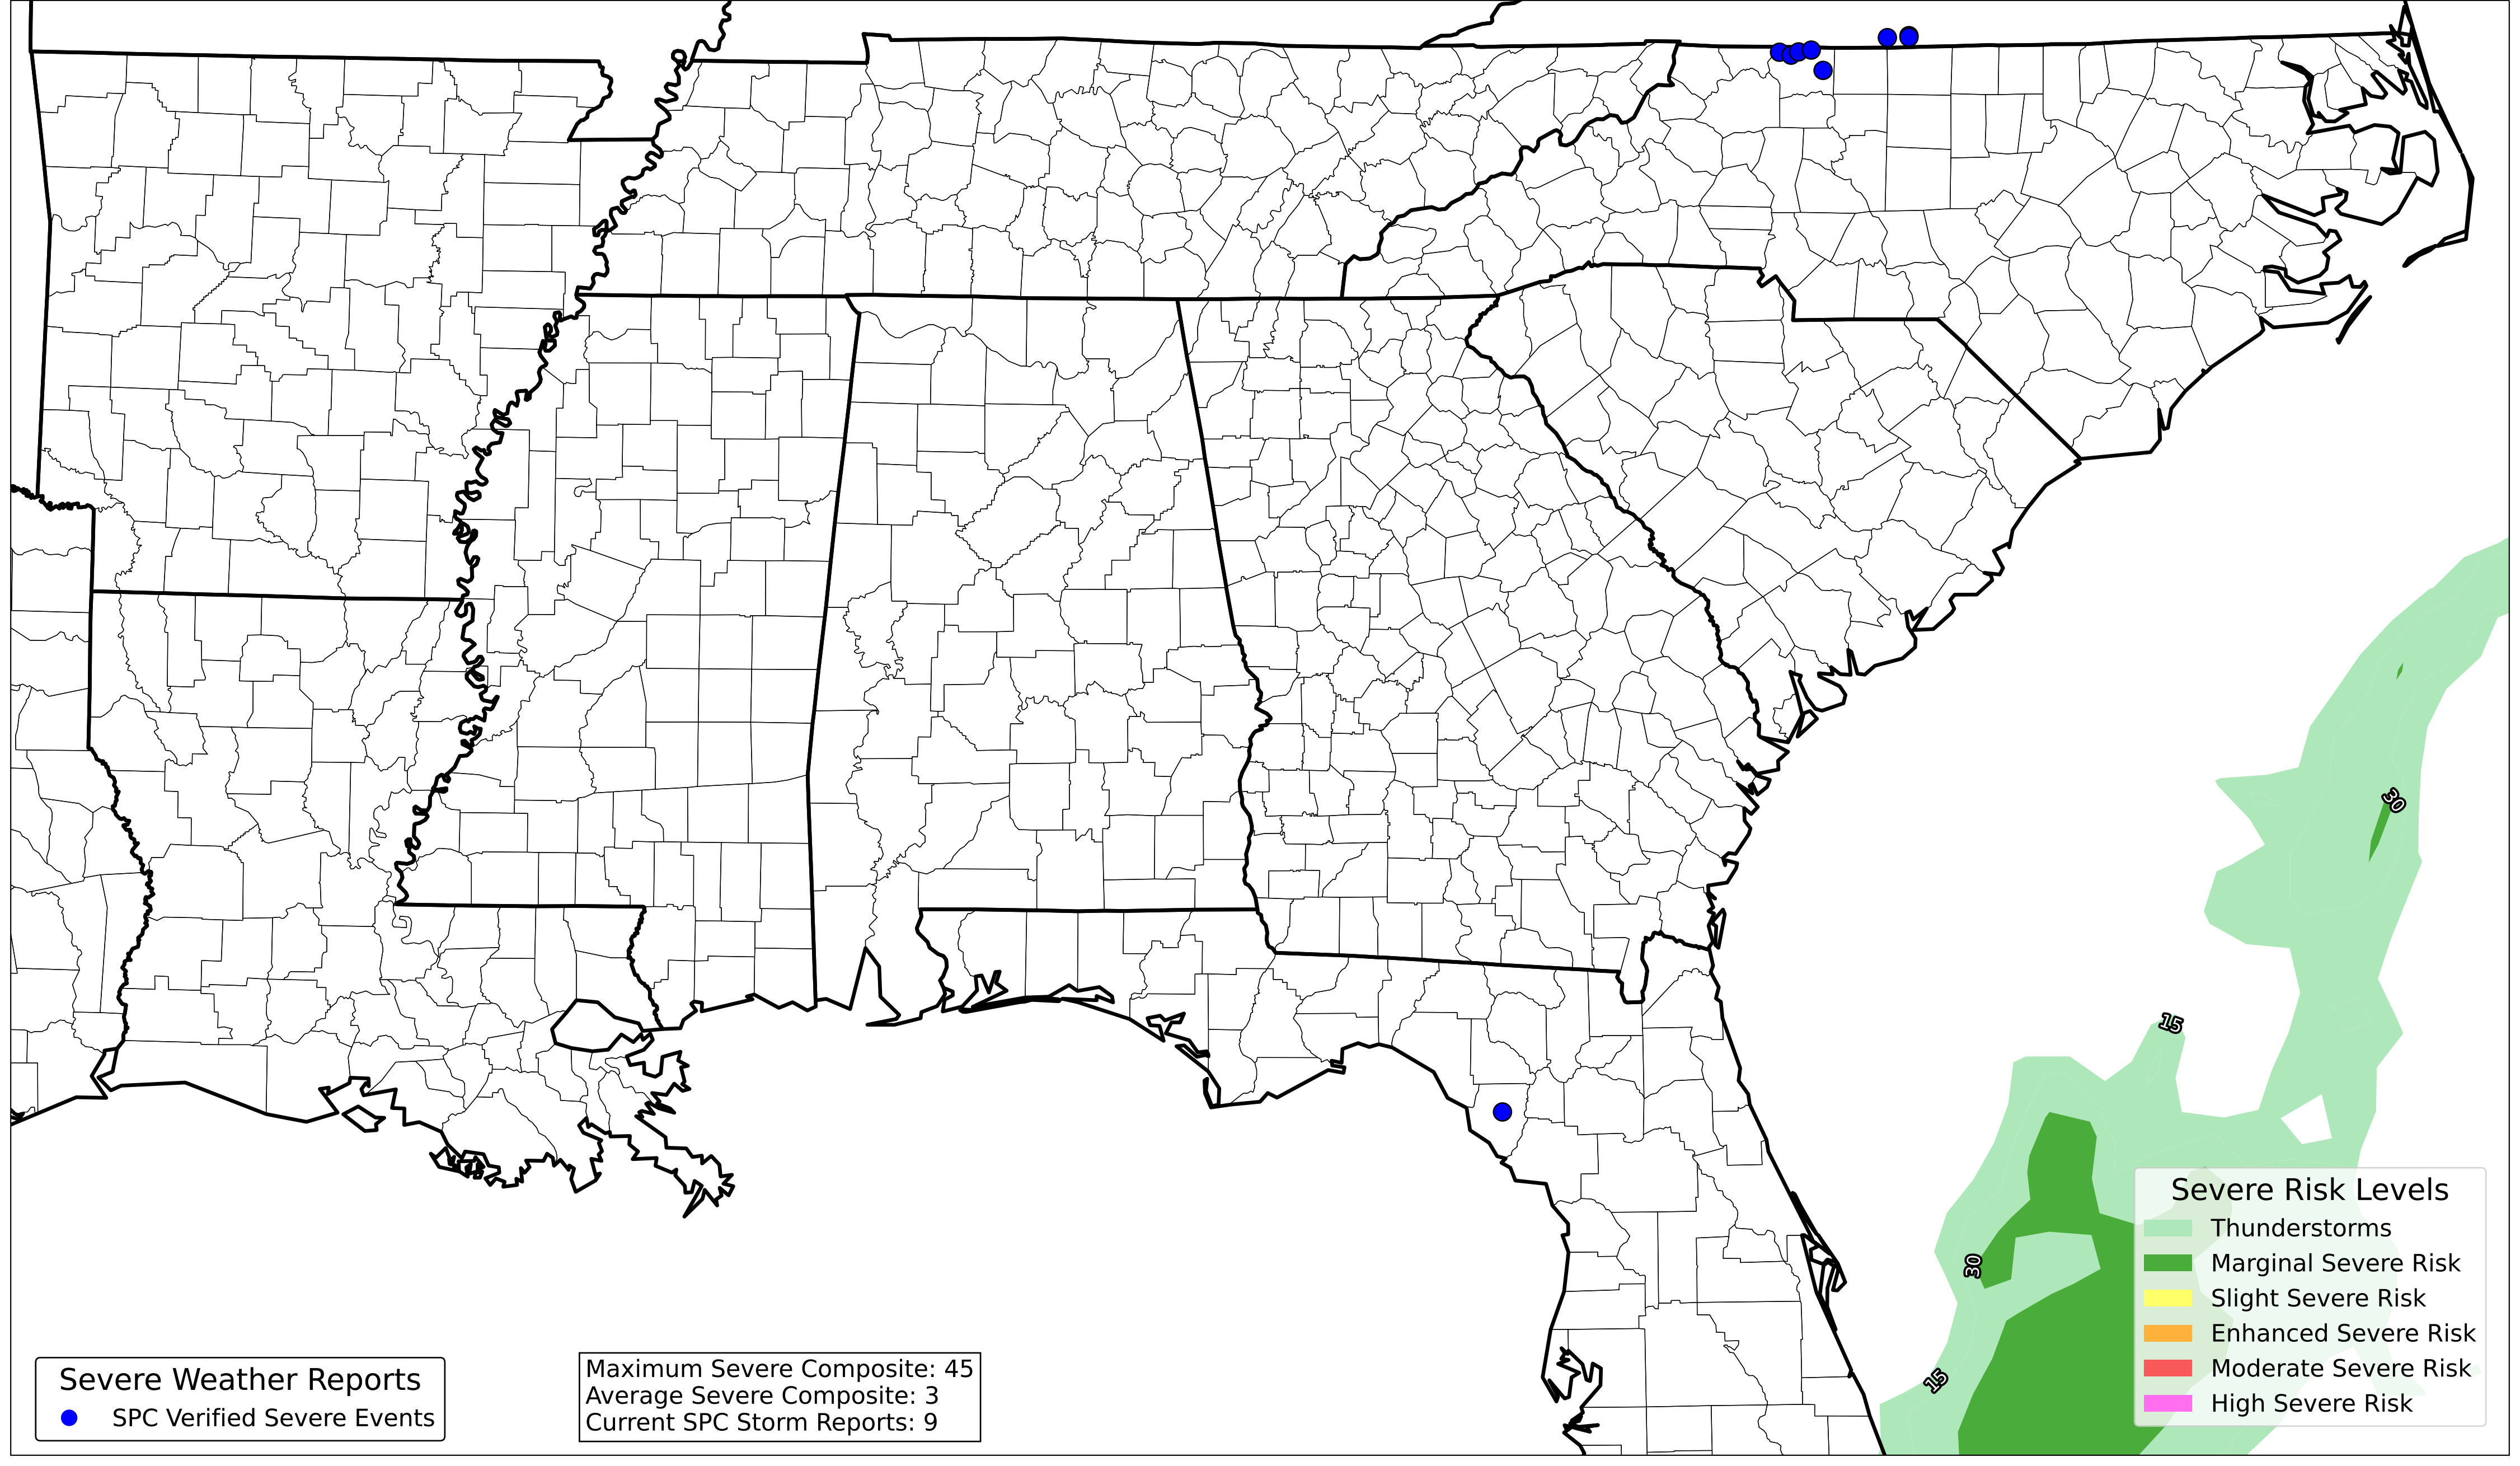 30
15
30
15
Severe Risk Levels
Thunderstorms
Marginal Severe Risk
Slight Severe Risk
Enhanced Severe Risk
Moderate Severe Risk
High Severe Risk
Severe Weather Reports
SPC Verified Severe Events
Maximum Severe Composite: 45
Average Severe Composite: 3
Current SPC Storm Reports: 9